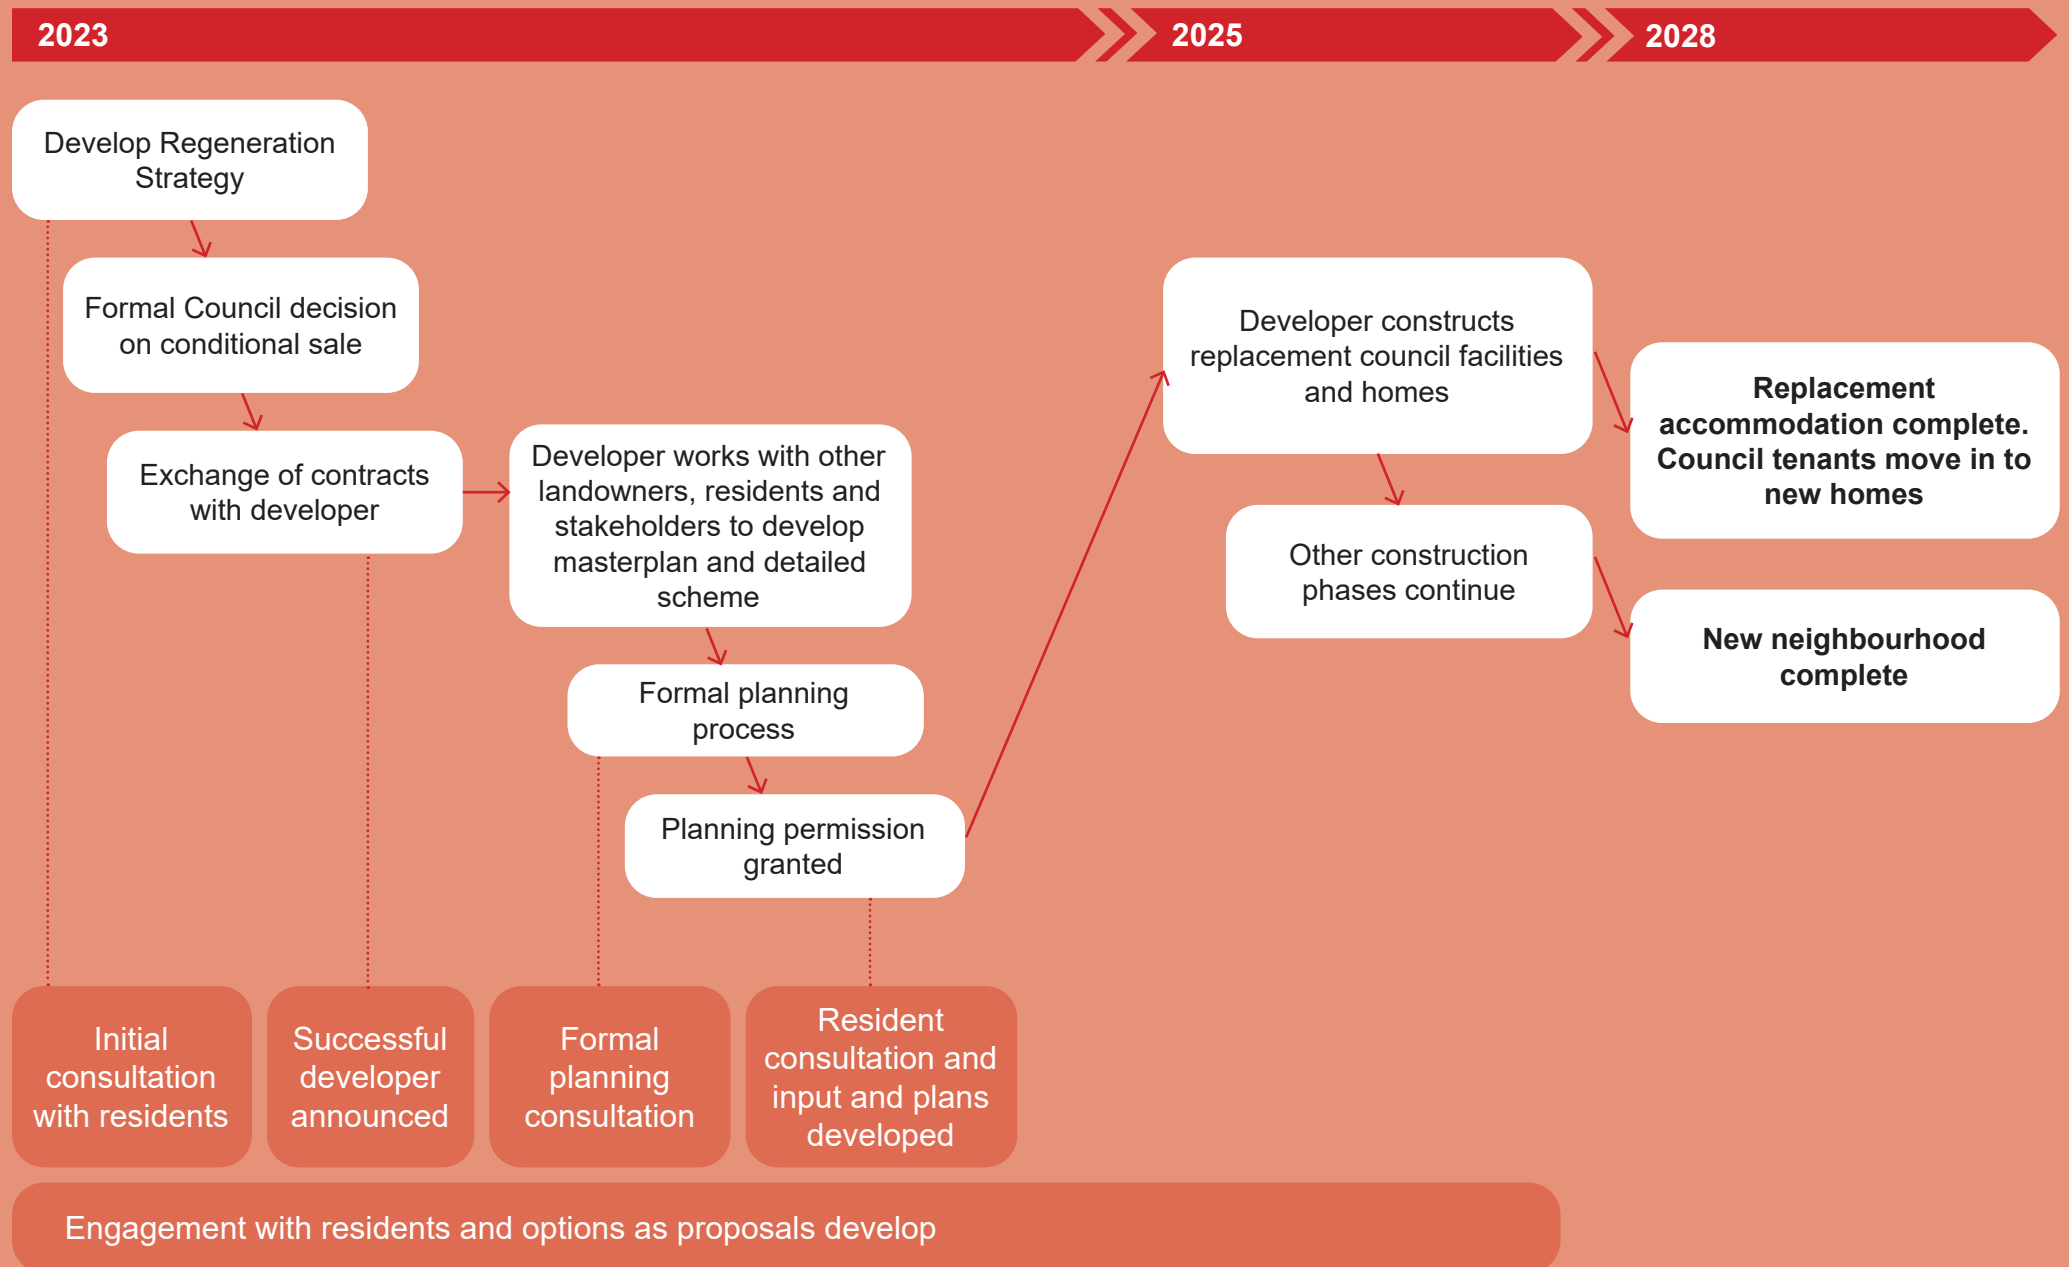 2023
2025
2028
Develop Regeneration
Strategy
Formal Council decision
on conditional sale
Exchange of contracts
with developer
Developer works with other
landowners, residents and
stakeholders to develop
masterplan and detailed
scheme
Formal planning
process
Planning permission
granted
Developer constructs
replacement council facilities
and homes
Other construction
phases continue
Replacement
accommodation complete.
Council tenants move in to
new homes
New neighbourhood
complete
Initial
consultation
with residents
Successful
developer
announced
Formal
planning
consultation
Resident
consultation and
input and plans
developed
Engagement with residents and options as proposals develop